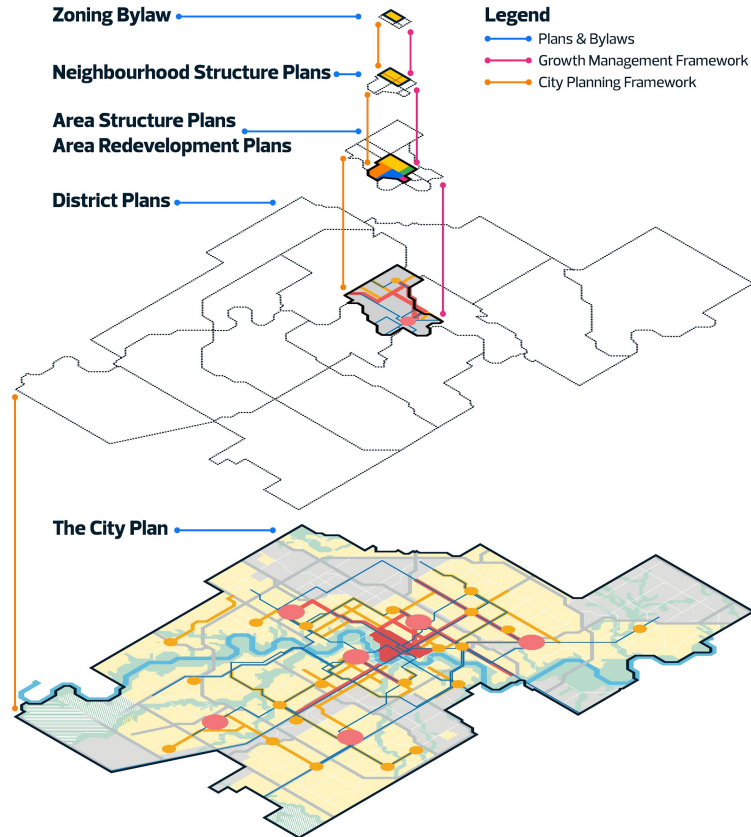 Zoning Bylaw
Neighbourhood Structure Plans
Area Structure Plans
Area Redevelopment Plans
District Plans
The City Plan
Legend
Plans & Bylaws
Growth Management Framework
City Planning Framework